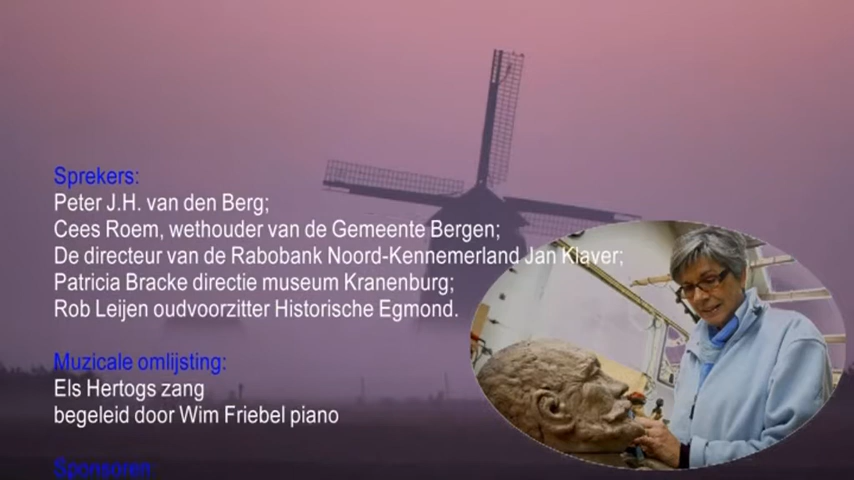 Sprekers:
Peter J.H. van den Berg;
Cees Roem, wethouder van de Gemeente Bergen;
De directeur van de Rabobank Noord-Kennemerland Jan Klaver;
Patricia Bracke directie museum Kranenburg;
Rob Leijen oudvoorzitter Historische Egmond.
Muzicale omlijsting:
Els Hertogs zang
begeleid door Wim Friebel piano
Sponsoren